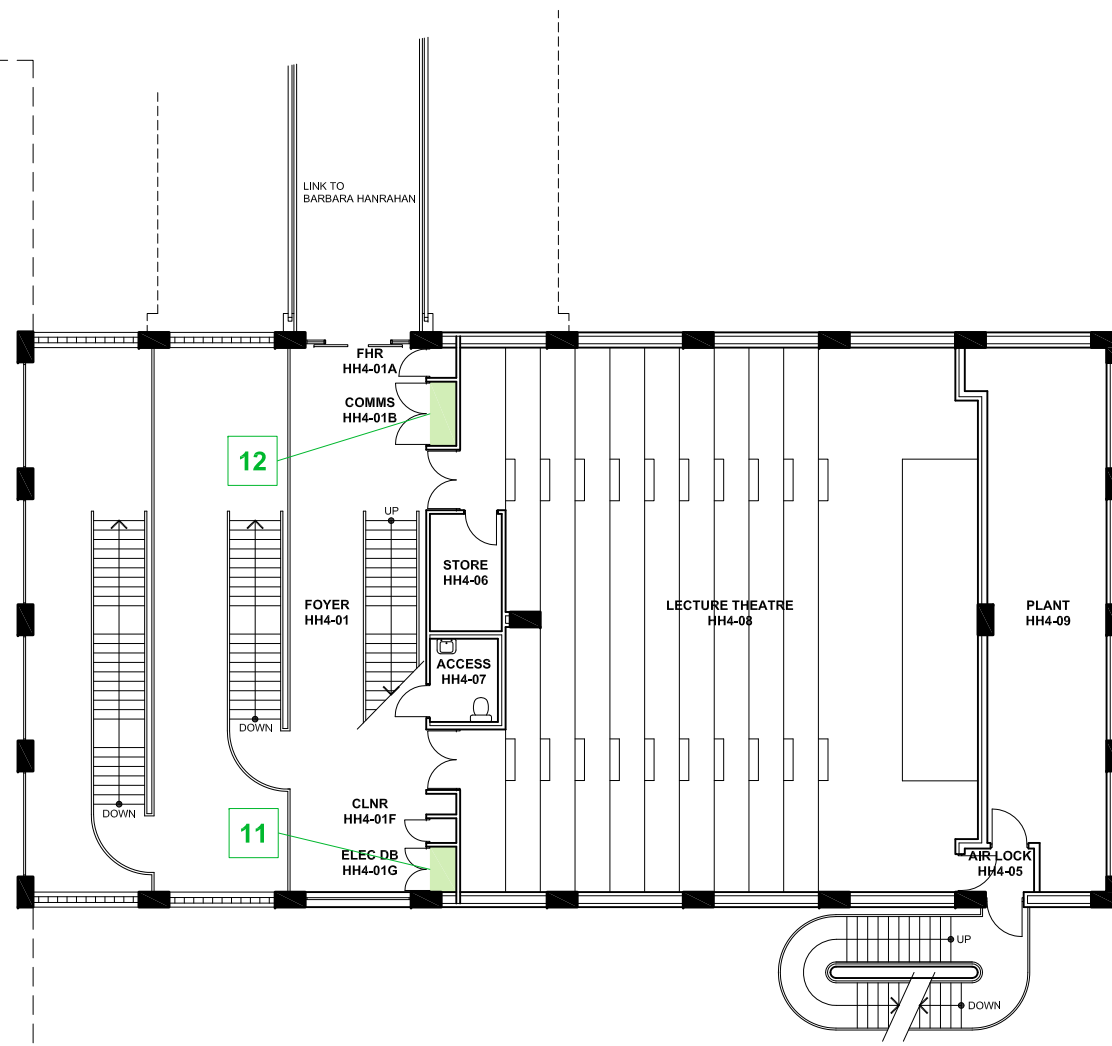 LINK TO
BARBARA HANRAHAN
FHR
HH4-01A
COMMS
HH4-01B
12
UP
STORE
HH4-06
FOYER
HH4-01
LECTURE THEATRE
HH4-08
PLANT
HH4-09
ACCESS
HH4-07
DOWN
DOWN
CLNR
HH4-01F
11
ELEC DB
HH4-01G
AIR LOCK
HH4-05
UP
DOWN